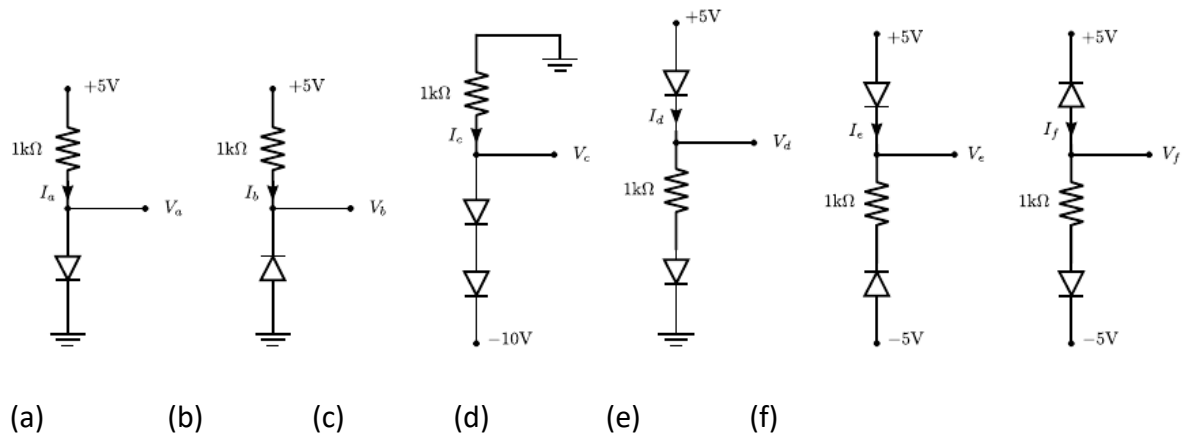 +5V
+5V
+5V
+5V
+5V
1kΩ
I_d
V_d
1kΩ
1kΩ
I_c
V_c
I_e
V_e
I_f
V_f
1kΩ
I_a
V_a
I_b
V_b
1kΩ
1kΩ
1kΩ
−10V
−5V
−5V
(a) (b) (c) (d) (e) (f)